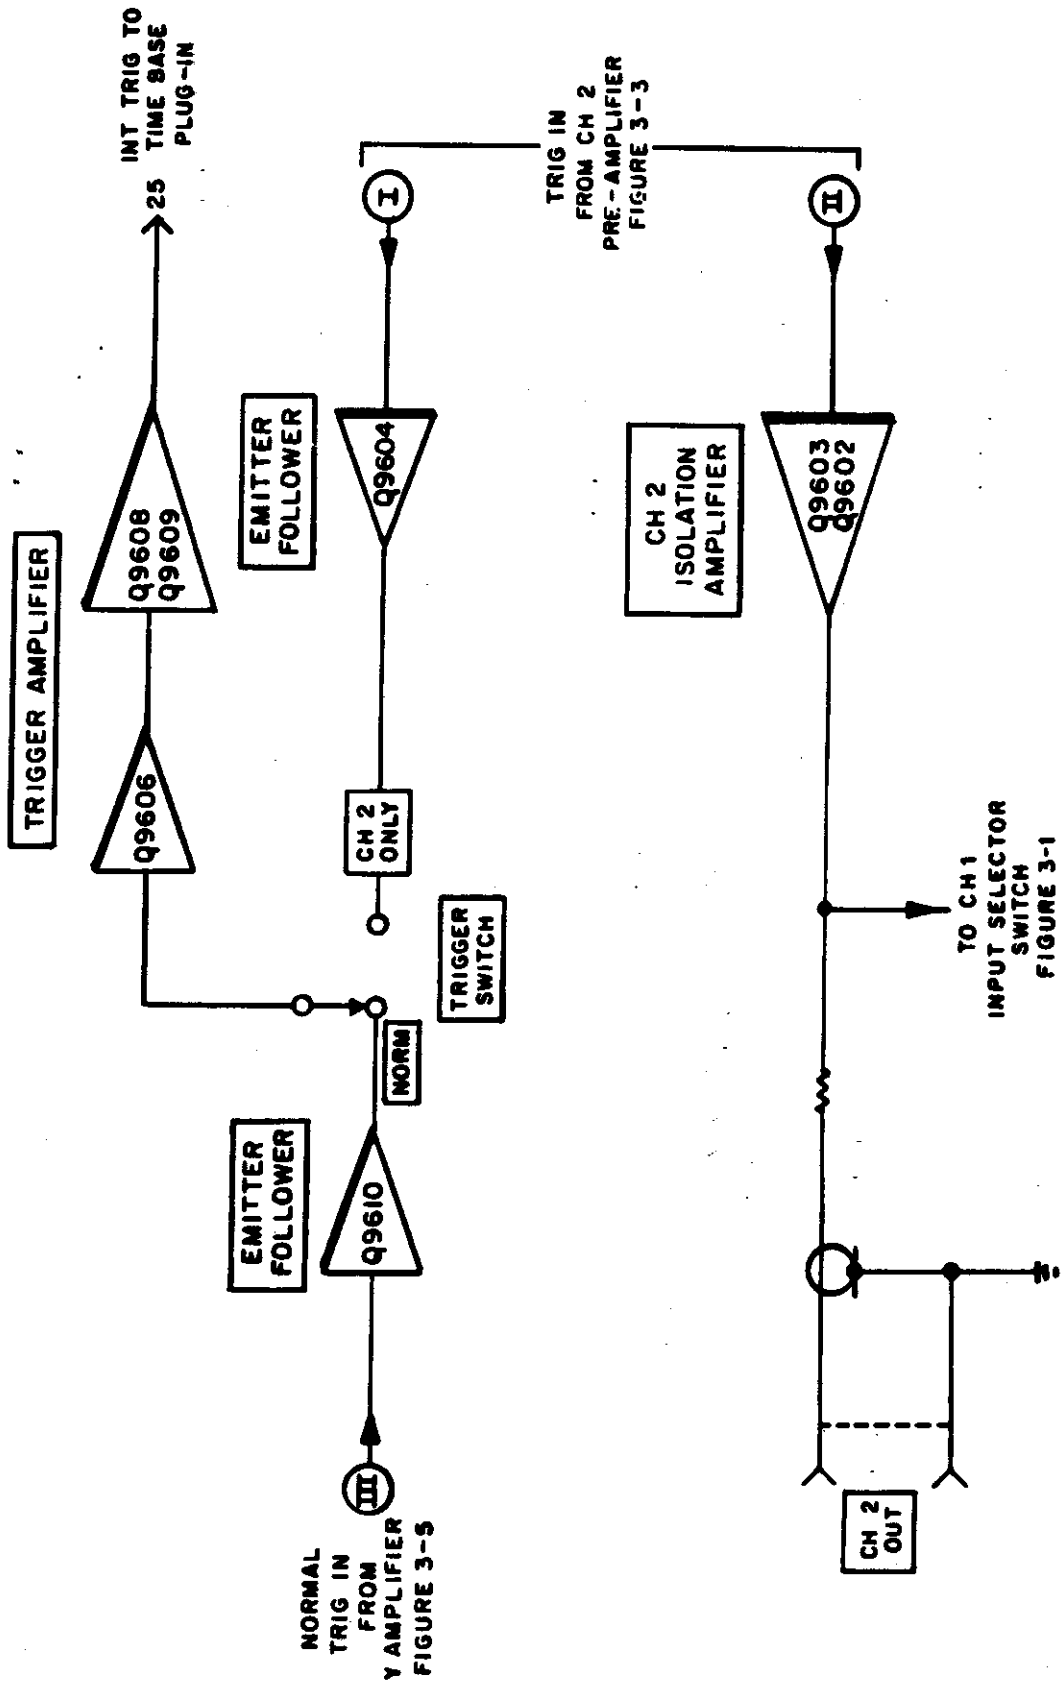 TRIGGER AMPLIFIER
INT TRIG TO
TIME BASE
PLUG-IN
25
Q9606
Q9608
Q9609
NORMAL
TRIG IN
FROM
Y AMPLIFIER
FIGURE 3-5
III
EMITTER
FOLLOWER
Q9610
NORM
TRIGGER
SWITCH
CH 2
ONLY
EMITTER
FOLLOWER
Q9604
I
TRIG IN
FROM CH 2
PRE-AMPLIFIER
FIGURE 3-3
II
CH 2
ISOLATION
AMPLIFIER
Q9603
Q9602
TO CH 1
INPUT SELECTOR
SWITCH
FIGURE 3-1
CH 2
OUT